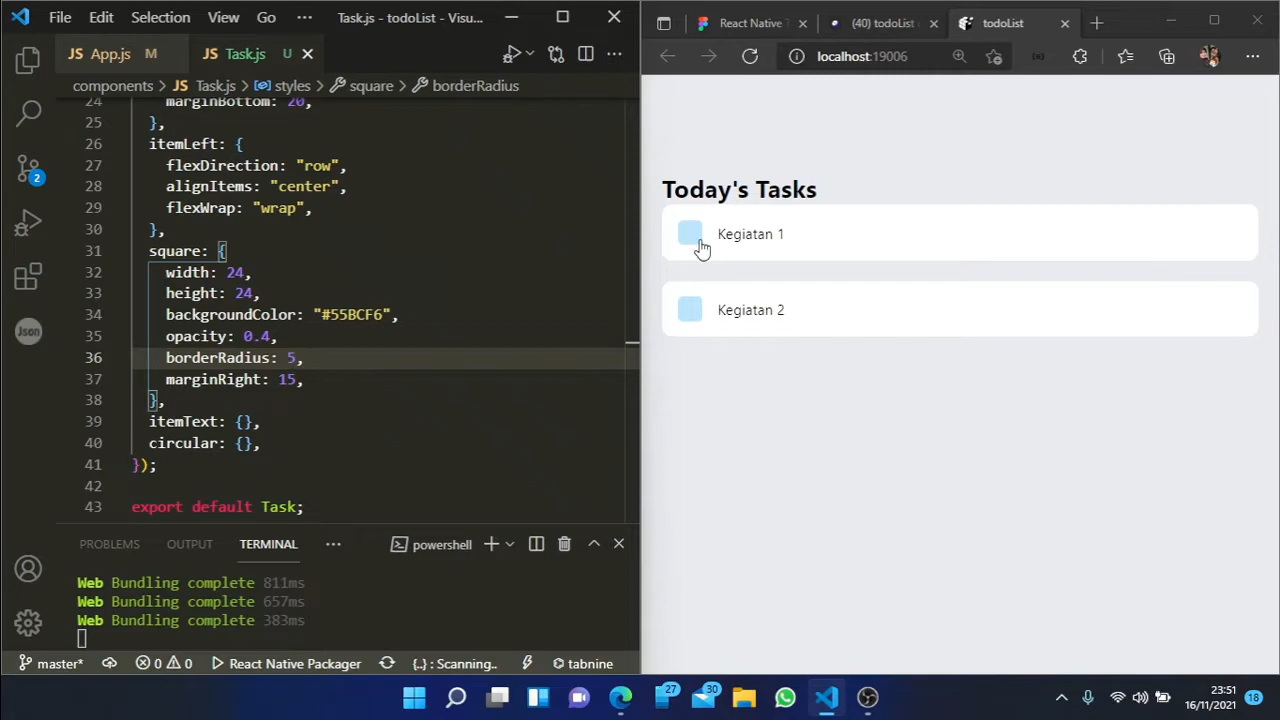 File Edit Selection View Go ··· Task.js - todoList - Visu...
JS App.js M JS Task.js U
components > JS Task.js > styles > square > borderRadius
24 marginBottom: 20,
25 },
26 itemLeft: {
27 flexDirection: "row",
28 alignItems: "center",
29 flexWrap: "wrap",
30 },
31 square: {
32 width: 24,
33 height: 24,
34 backgroundColor: "#55BCF6",
35 opacity: 0.4,
36 borderRadius: 5,
37 marginRight: 15,
38 },
39 itemText: {},
40 circular: {},
41 });
42
43 export default Task;
2
Json
PROBLEMS OUTPUT TERMINAL ··· powershell
Web Bundling complete 811ms
Web Bundling complete 657ms
Web Bundling complete 383ms
master* 0 0 React Native Packager {..} : Scanning.. tabnine
React Native T (40) todoList todoList
localhost:19006
Today's Tasks
Kegiatan 1
Kegiatan 2
27 30
23:51
16/11/2021 18